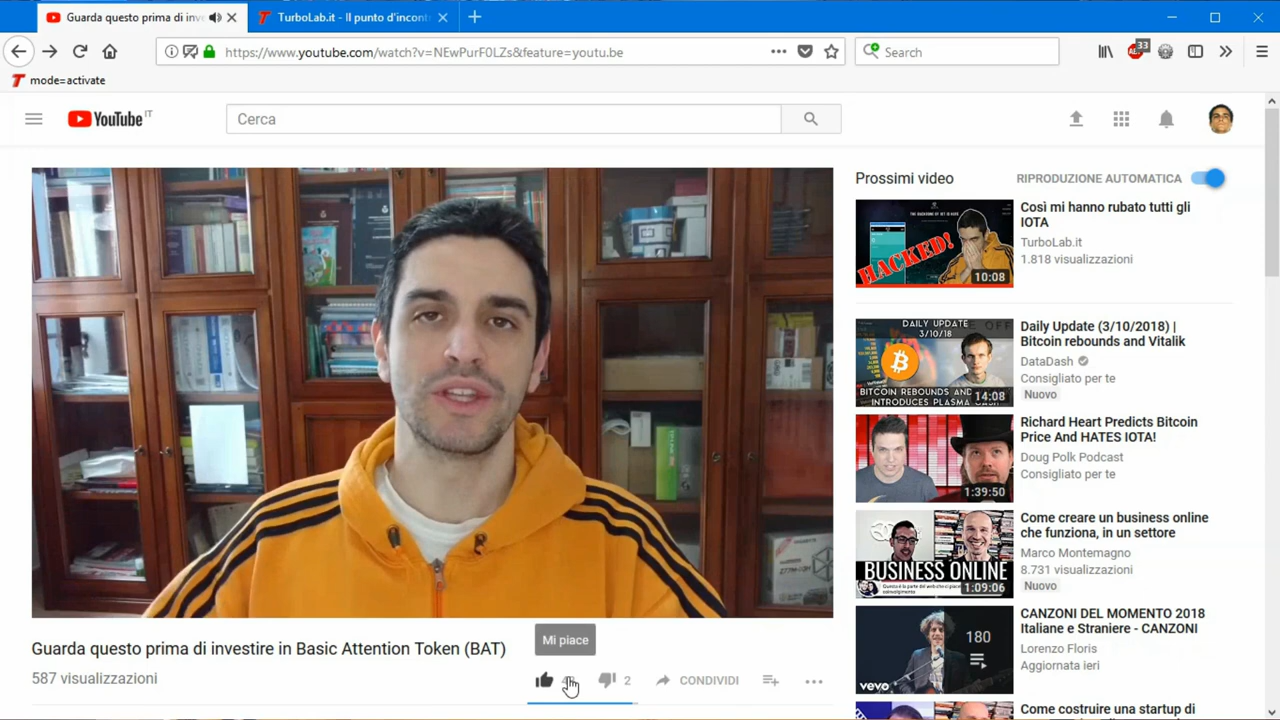 Guarda questo prima di inve
TurboLab.it - Il punto d'incont
https://www.youtube.com/watch?v=NEwPurF0LZs&feature=youtu.be
Search
33
mode=activate
YouTube IT
Cerca
Guarda questo prima di investire in Basic Attention Token (BAT)
587 visualizzazioni
Mi piace
2
CONDIVIDI
Prossimi video
RIPRODUZIONE AUTOMATICA
HACKED!
10:08
Così mi hanno rubato tutti gli
IOTA
TurboLab.it
1.818 visualizzazioni
DAILY UPDATE
3/10/18
BITCOIN REBOUNDS AND
INTRODUCES PLASMA
14:08
Daily Update (3/10/2018) |
Bitcoin rebounds and Vitalik
DataDash
Consigliato per te
Nuovo
1:39:50
Richard Heart Predicts Bitcoin
Price And HATES IOTA!
Doug Polk Podcast
Consigliato per te
BUSINESS ONLINE
1:09:06
Come creare un business online
che funziona, in un settore
Marco Montemagno
8.731 visualizzazioni
Nuovo
180
vevo
CANZONI DEL MOMENTO 2018
Italiane e Straniere - CANZONI
Lorenzo Floris
Aggiornata ieri
Come costruire una startup di